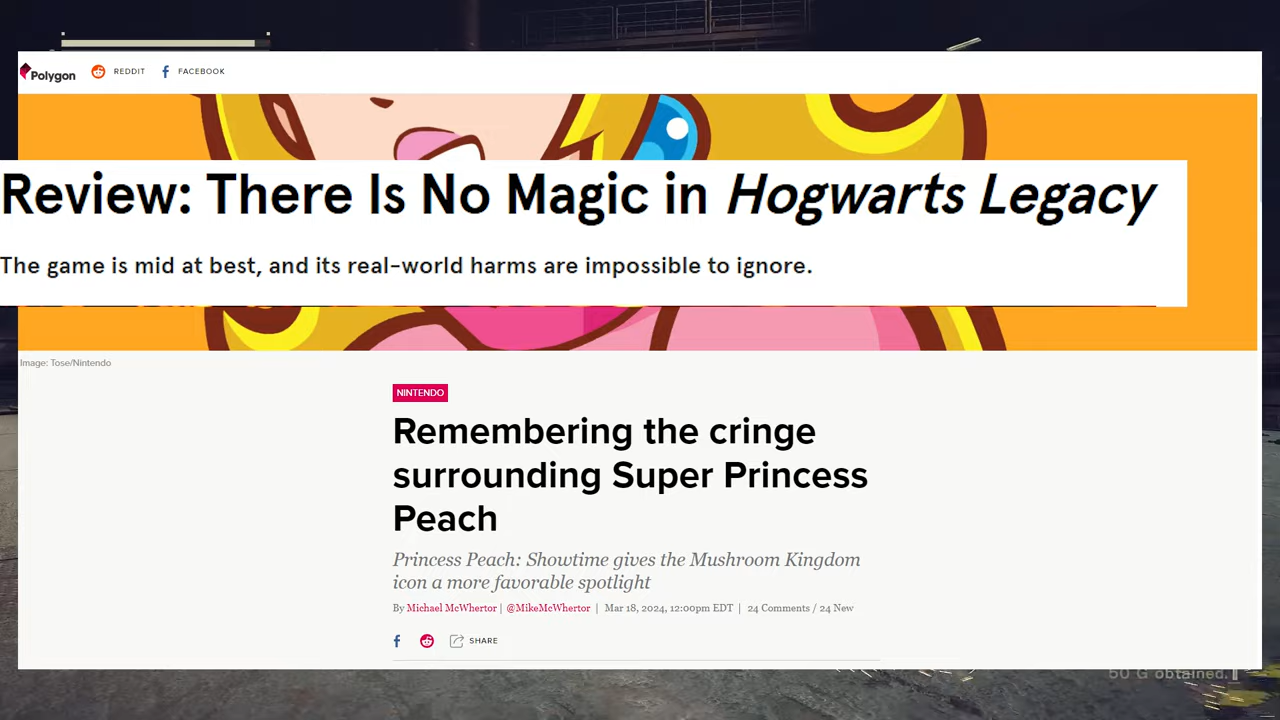 Polygon REDDIT FACEBOOK
Review: There Is No Magic in Hogwarts Legacy
The game is mid at best, and its real-world harms are impossible to ignore.
Image: Tose/Nintendo
NINTENDO
Remembering the cringe
surrounding Super Princess
Peach
Princess Peach: Showtime gives the Mushroom Kingdom
icon a more favorable spotlight
By Michael McWhertor | @MikeMcWhertor | Mar 18, 2024, 12:00pm EDT | 24 Comments / 24 New
SHARE
50 G obtained.